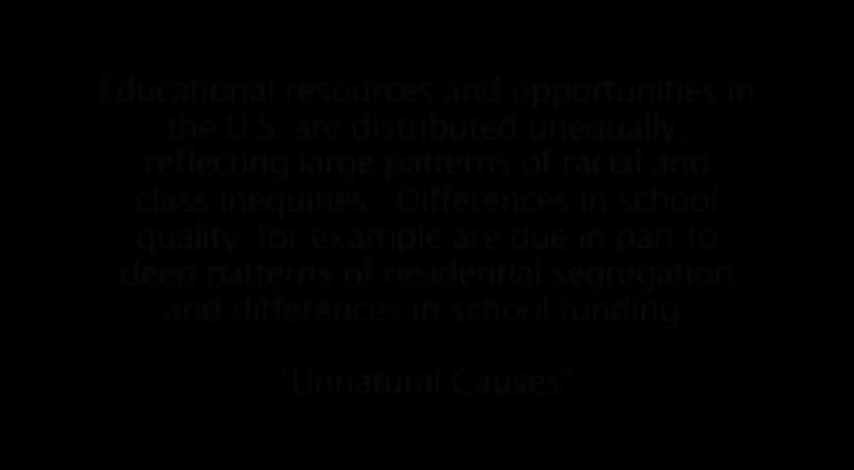 Educational resources and opportunities in
the U.S. are distributed unequally,
reflecting large patterns of racial and
class inequities. Differences in school
quality, for example are due in part to
deep patterns of residential segregation
and differences in school funding
"Unnatural Causes"